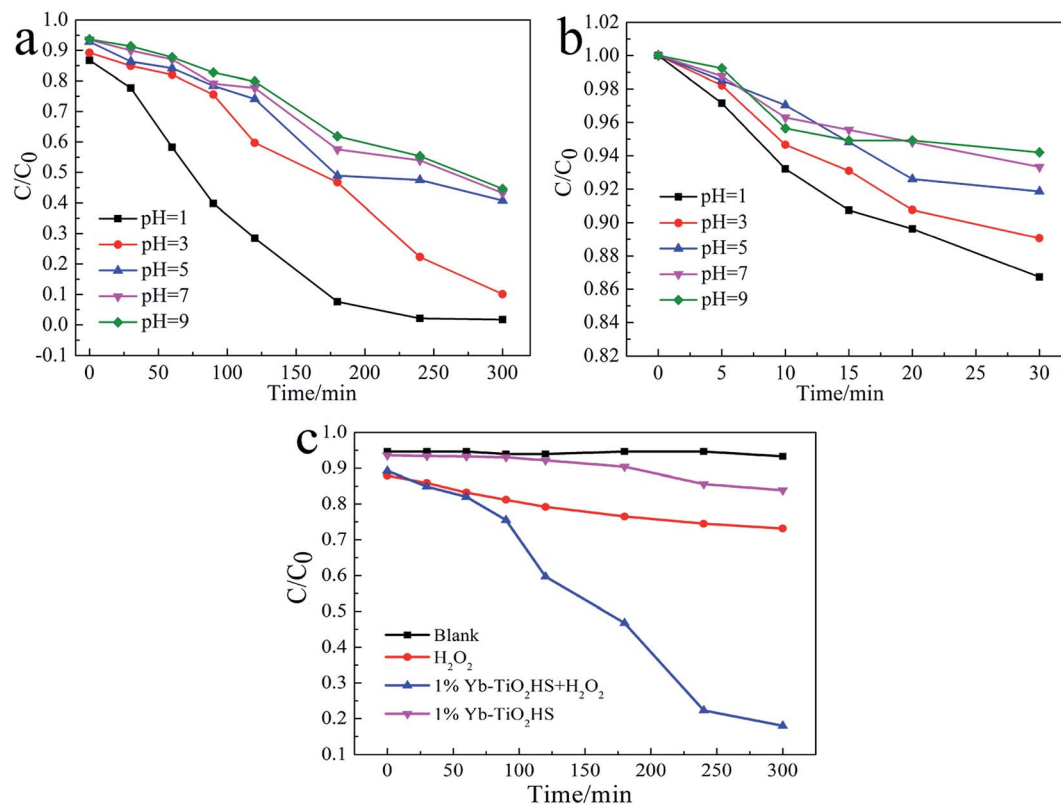 a
C/C0
1.0
0.9
0.8
0.7
0.6
0.5
0.4
0.3
0.2
0.1
0.0
-0.1
pH=1
pH=3
pH=5
pH=7
pH=9
0 50 100 150 200 250 300
Time/min
b
C/C0
1.02
1.00
0.98
0.96
0.94
0.92
0.90
0.88
0.86
0.84
0.82
pH=1
pH=3
pH=5
pH=7
pH=9
0 5 10 15 20 30
Time/min
c
C/C0
1.0
0.9
0.8
0.7
0.6
0.5
0.4
0.3
0.2
0.1
Blank
H₂O₂
1% Yb-TiO₂HS+H₂O₂
1% Yb-TiO₂HS
0 50 100 150 200 250 300
Time/min